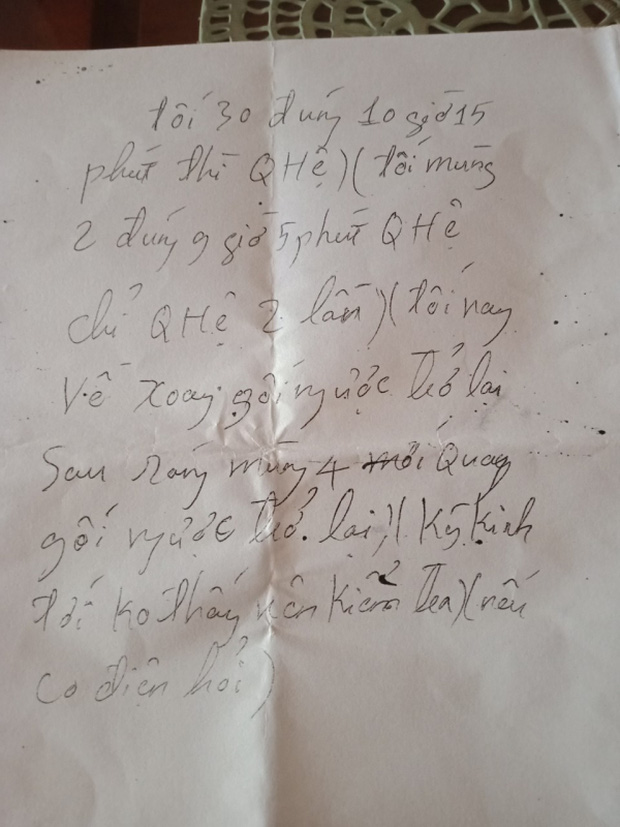 tối 30 đúng 10 giờ 15
phút thì QHệ)(tối mùng
2 đúng 9 giờ 5 phút QHệ
chỉ QHệ 2 lần)(tối nay
Về xoay gối ngược trở lại
Sau sáng mùng 4 mới Quay
gối ngược trở lại)(Kỳ Kinh
tới Ko thấy nên Kiểm tra)(nếu
có điện hỏi)